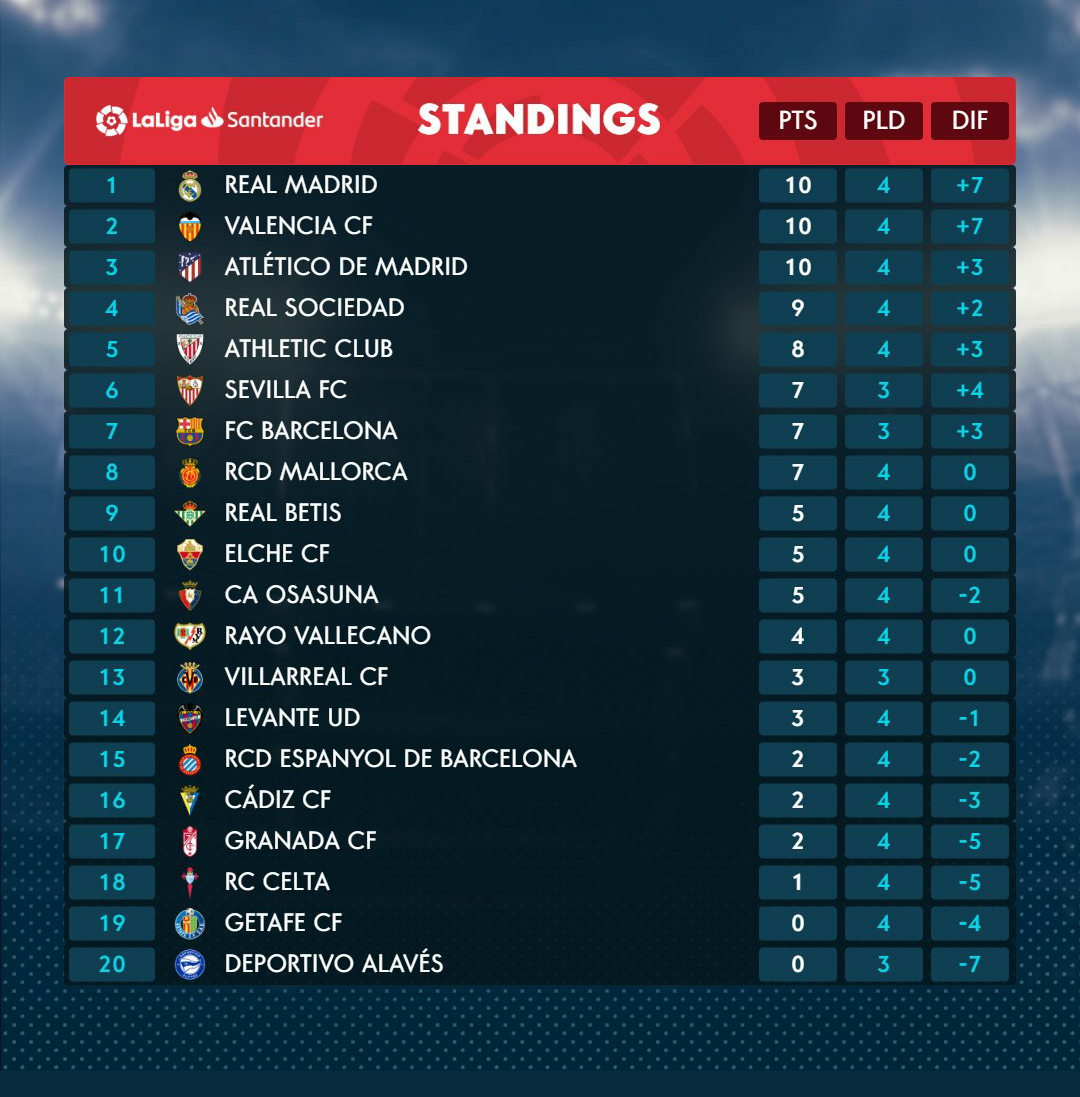 LaLiga Santander STANDINGS PTS PLD DIF
1 REAL MADRID 10 4 +7
2 VALENCIA CF 10 4 +7
3 ATLÉTICO DE MADRID 10 4 +3
4 REAL SOCIEDAD 9 4 +2
5 ATHLETIC CLUB 8 4 +3
6 SEVILLA FC 7 3 +4
7 FC BARCELONA 7 3 +3
8 RCD MALLORCA 7 4 0
9 REAL BETIS 5 4 0
10 ELCHE CF 5 4 0
11 CA OSASUNA 5 4 -2
12 RAYO VALLECANO 4 4 0
13 VILLARREAL CF 3 3 0
14 LEVANTE UD 3 4 -1
15 RCD ESPANYOL DE BARCELONA 2 4 -2
16 CÁDIZ CF 2 4 -3
17 GRANADA CF 2 4 -5
18 RC CELTA 1 4 -5
19 GETAFE CF 0 4 -4
20 DEPORTIVO ALAVÉS 0 3 -7